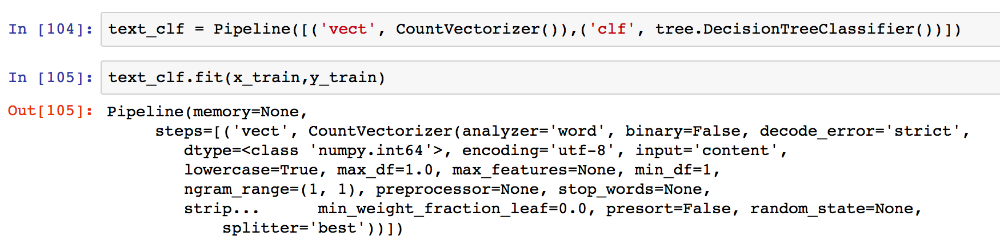 In [104]: text_clf = Pipeline([('vect', CountVectorizer()),('clf', tree.DecisionTreeClassifier())])
In [105]: text_clf.fit(x_train,y_train)
Out[105]: Pipeline(memory=None,
     steps=[('vect', CountVectorizer(analyzer='word', binary=False, decode_error='strict',
        dtype=<class 'numpy.int64'>, encoding='utf-8', input='content',
        lowercase=True, max_df=1.0, max_features=None, min_df=1,
        ngram_range=(1, 1), preprocessor=None, stop_words=None,
        strip...      min_weight_fraction_leaf=0.0, presort=False, random_state=None,
            splitter='best'))])